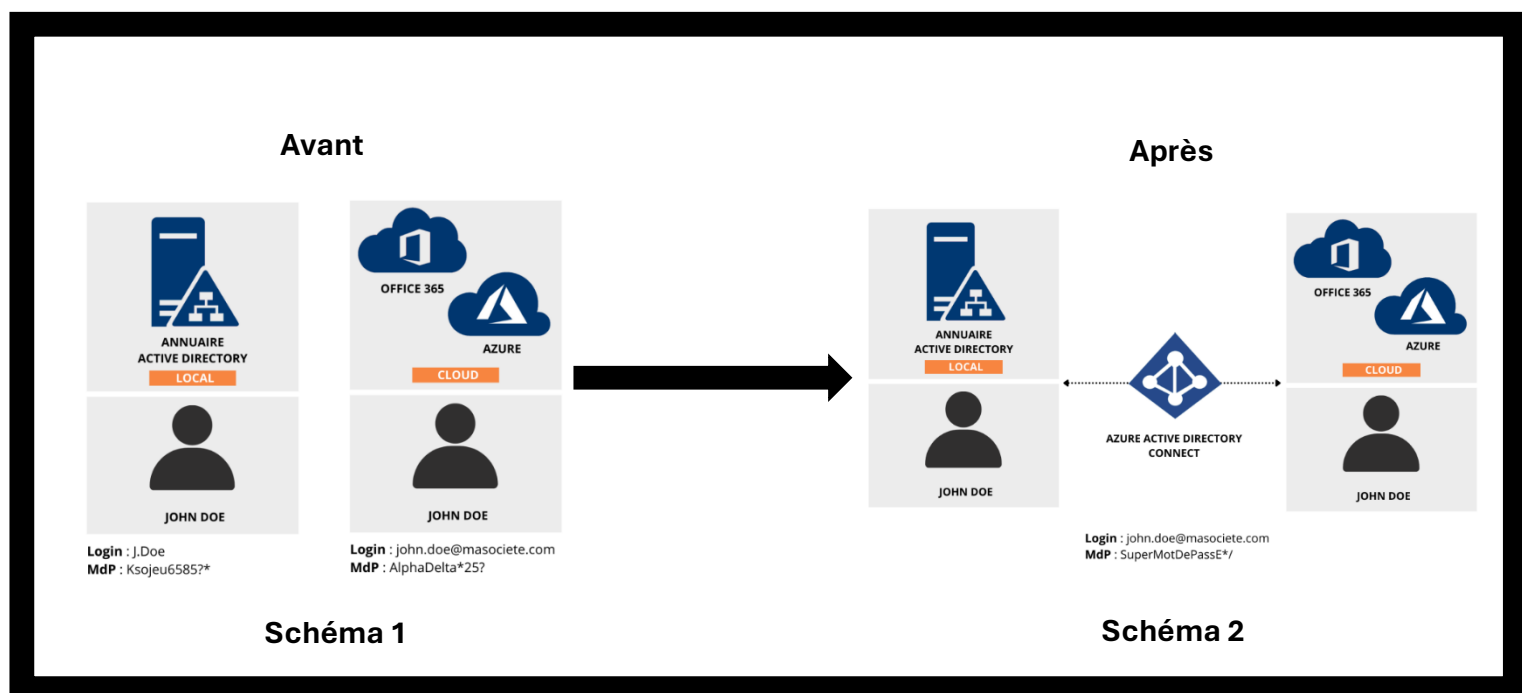 Avant
ANNUAIRE
ACTIVE DIRECTORY
LOCAL
JOHN DOE
Login : J.Doe
MdP : Ksojeu6585?*
OFFICE 365
AZURE
CLOUD
JOHN DOE
Login : john.doe@masociete.com
MdP : AlphaDelta*25?
Schéma 1
Après
ANNUAIRE
ACTIVE DIRECTORY
LOCAL
JOHN DOE
AZURE ACTIVE DIRECTORY
CONNECT
OFFICE 365
AZURE
CLOUD
JOHN DOE
Login : john.doe@masociete.com
MdP : SuperMotDePassE*/
Schéma 2